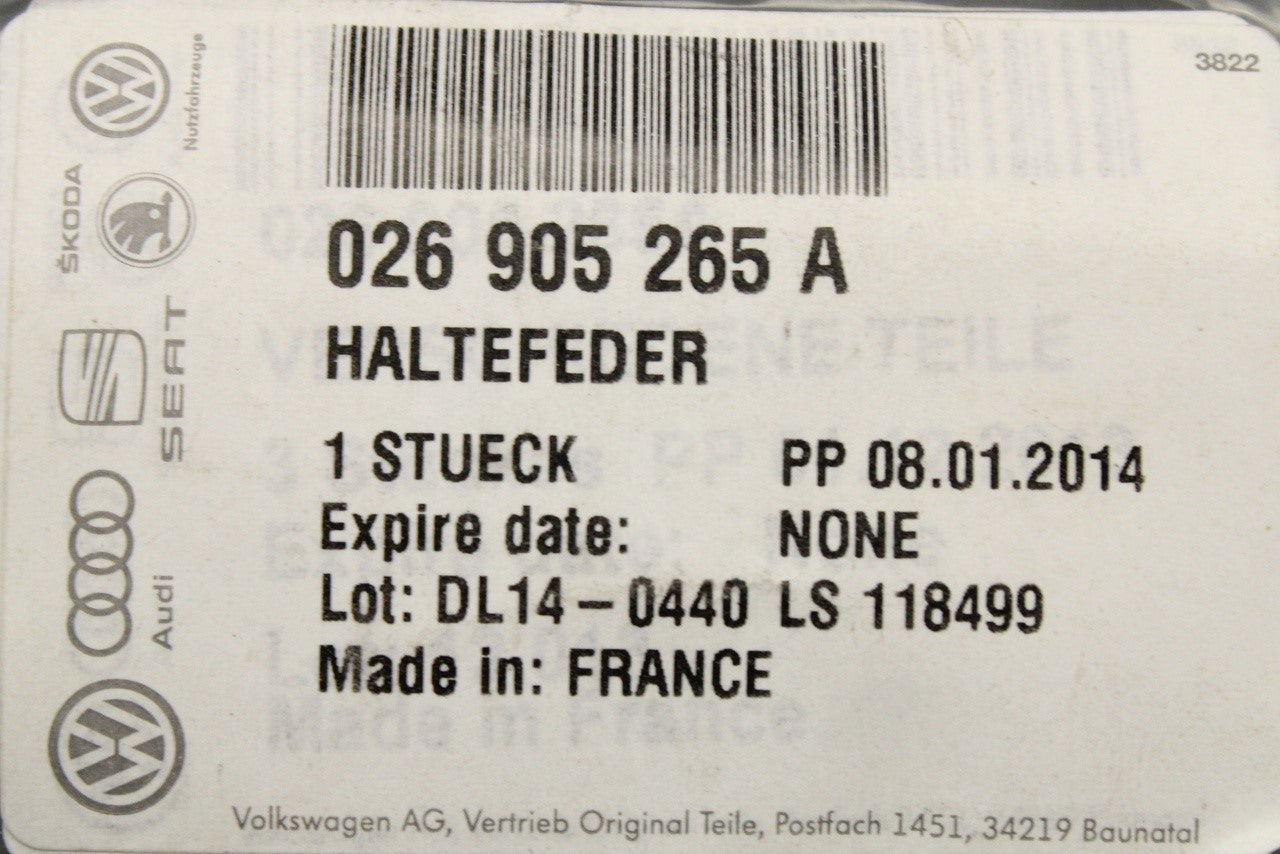 3822
Nutzfahrzeuge
ŠKODA
SEAT
Audi
026 905 265 A
HALTEFEDER
1 STUECK PP 08.01.2014
Expire date: NONE
Lot: DL14-0440 LS 118499
Made in: FRANCE
Volkswagen AG, Vertrieb Original Teile, Postfach 1451, 34219 Baunatal